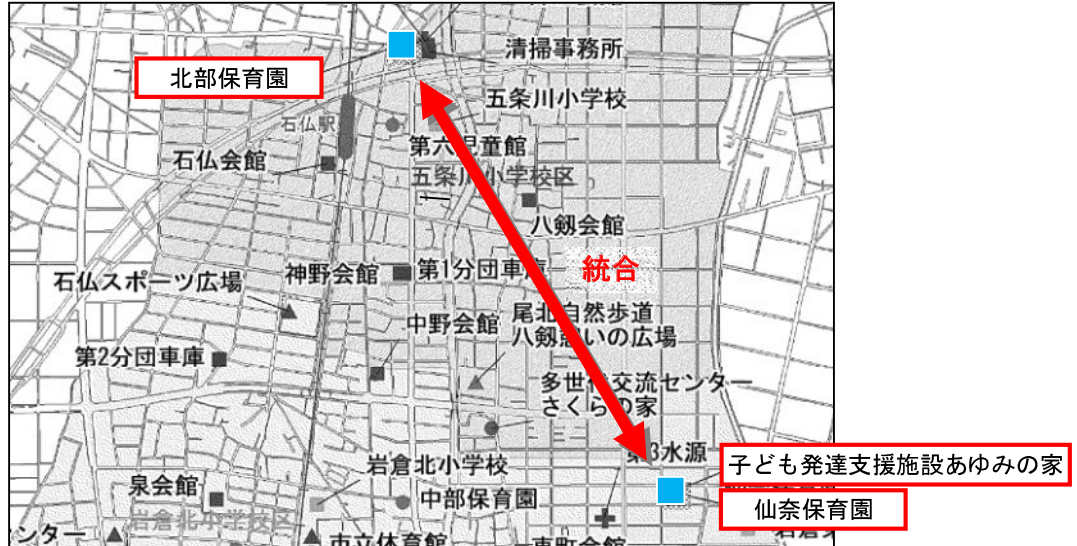 清掃事務所
北部保育園
五条川小学校
石仏駅
第六児童館
石仏会館
五条川小学校区
八剱会館
統合
神野会館
第1分団車庫
石仏スポーツ広場
尾北自然歩道
八剱憩いの広場
中野会館
第2分団車庫
多世代交流センター
さくらの家
第3水源
岩倉北小学校
子ども発達支援施設あゆみの家
泉会館
中部保育園
仙奈保育園
岩倉北小学校区
ンター
市立体育館
東町会館